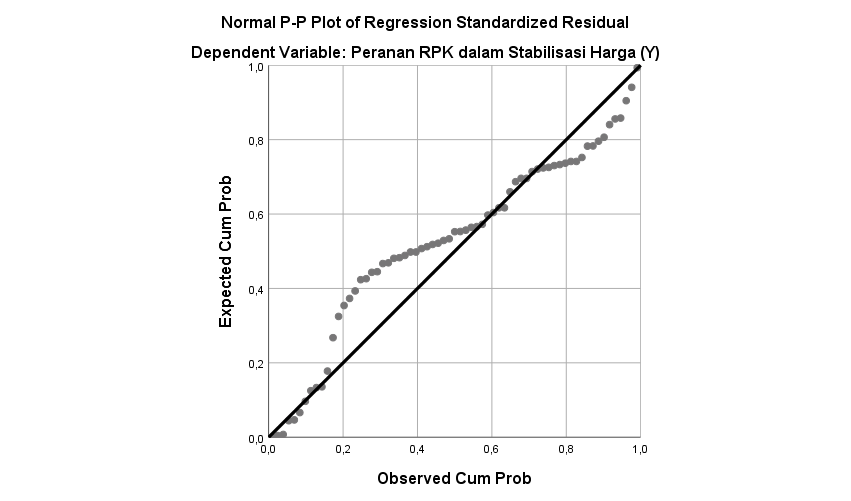 Normal P-P Plot of Regression Standardized Residual
Dependent Variable: Peranan RPK dalam Stabilisasi Harga (Y)
Expected Cum Prob
1,0
0,8
0,6
0,4
0,2
0,0
0,0 0,2 0,4 0,6 0,8 1,0
Observed Cum Prob